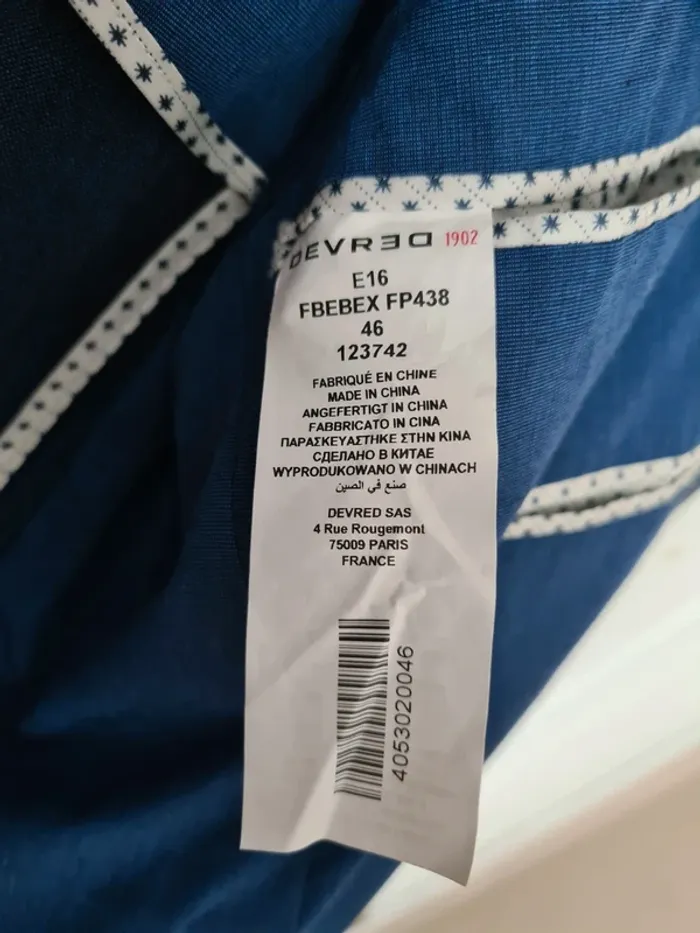 DEVRED 1902
E16
FBEBEX FP438
46
123742
FABRIQUÉ EN CHINE
MADE IN CHINA
ANGEFERTIGT IN CHINA
FABBRICATO IN CINA
ΠΑΡΑΣΚΕΥΑΣΤΗΚΕ ΣΤΗΝ ΚΙΝΑ
СДЕЛАНО В КИТАЕ
WYPRODUKOWANO W CHINACH
صنع في الصين
DEVRED SAS
4 Rue Rougemont
75009 PARIS
FRANCE
4053020046